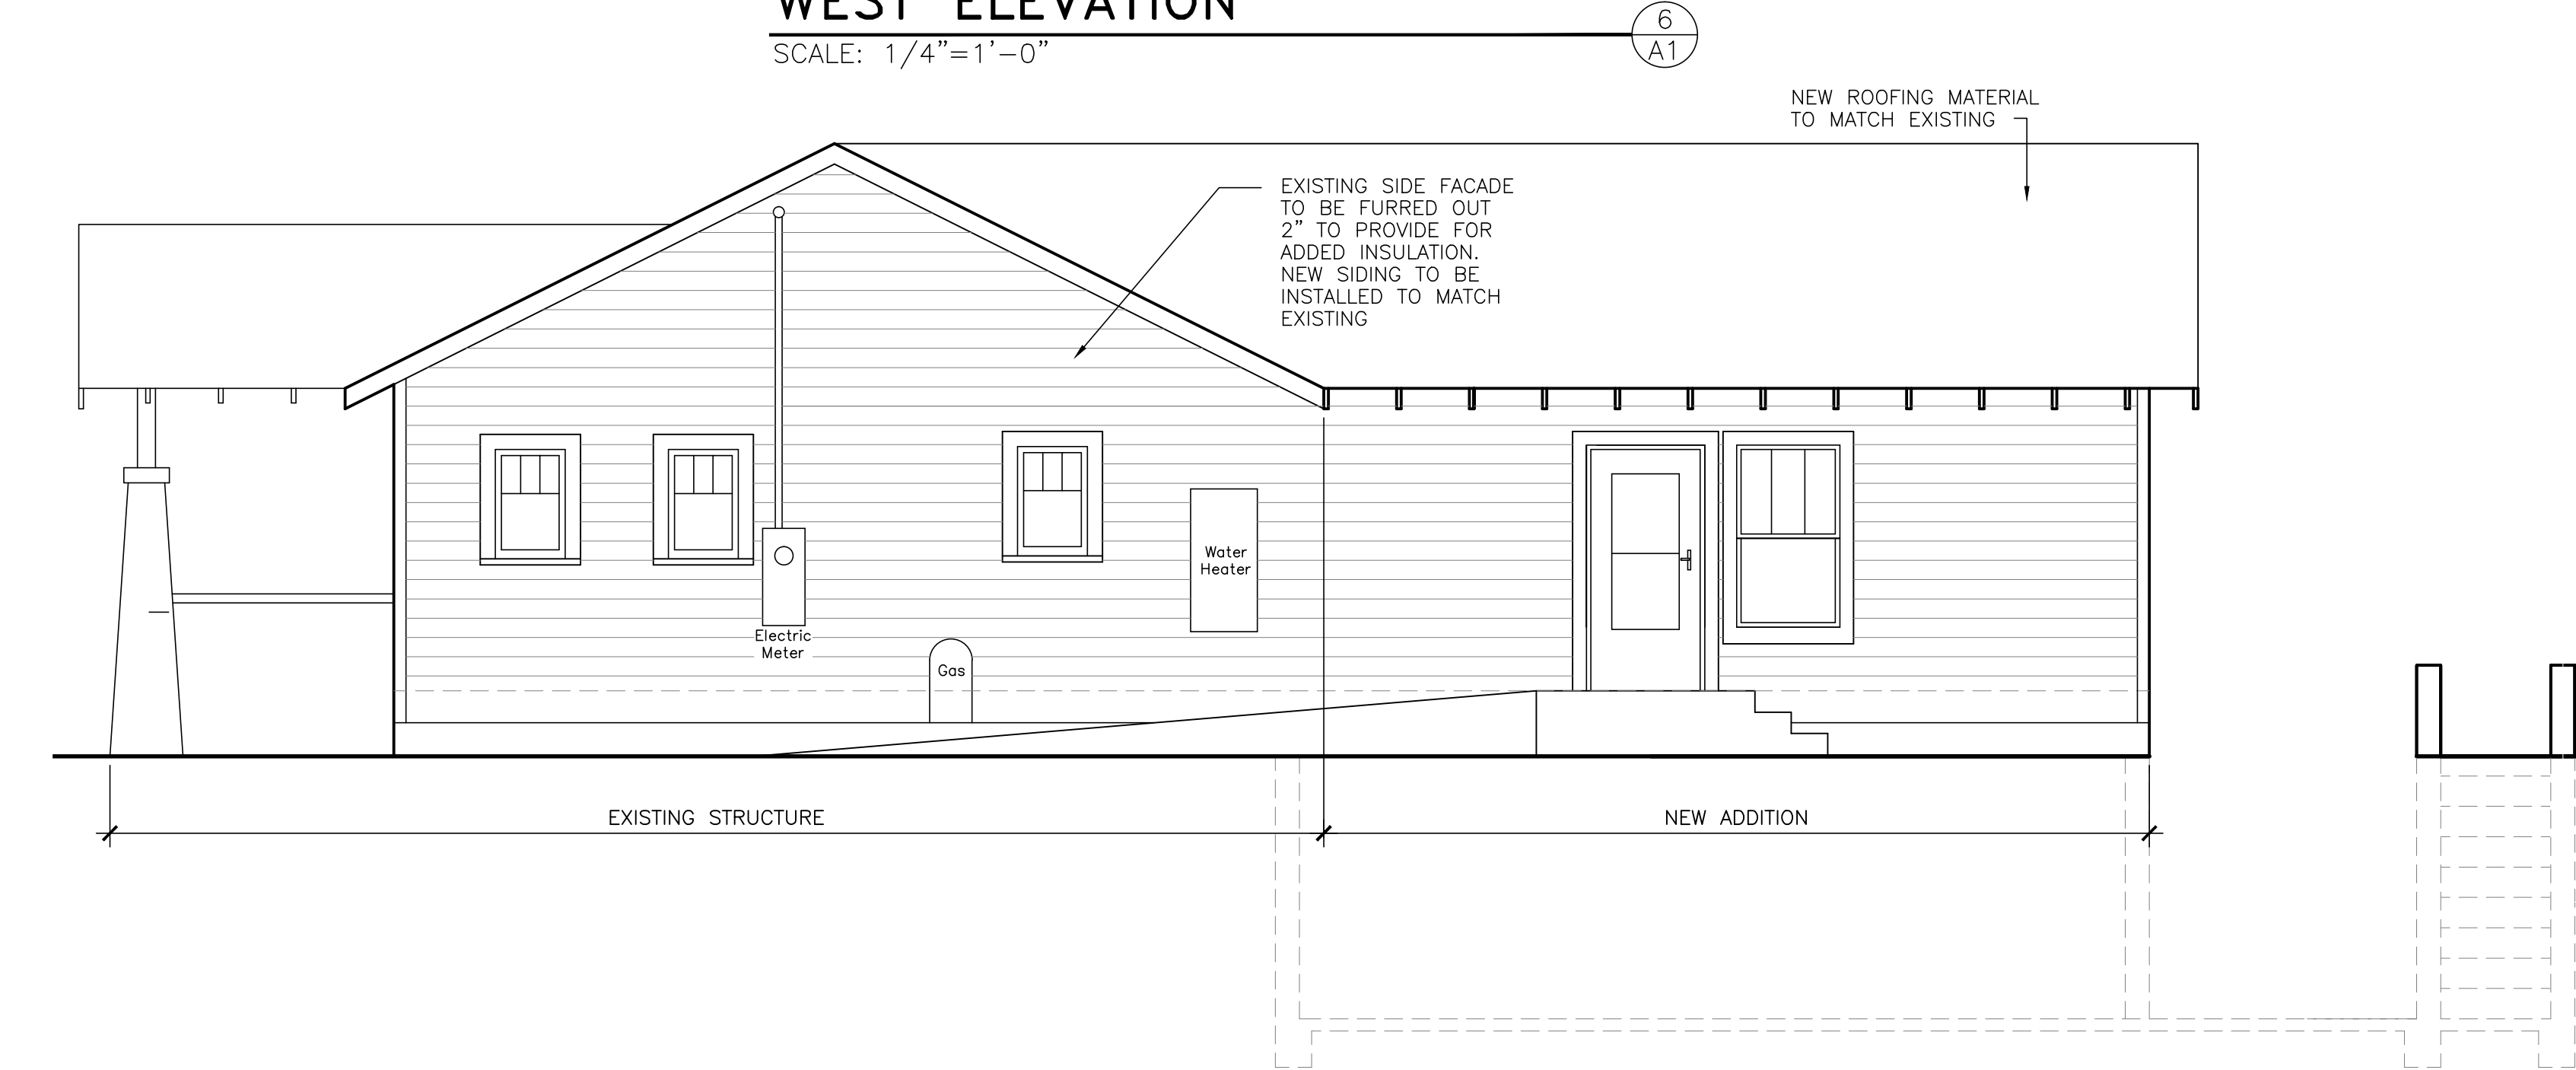 WEST ELEVATION
SCALE: 1/4"=1'-0"
6
A1
NEW ROOFING MATERIAL
TO MATCH EXISTING
EXISTING SIDE FACADE
TO BE FURRED OUT
2" TO PROVIDE FOR
ADDED INSULATION.
NEW SIDING TO BE
INSTALLED TO MATCH
EXISTING
Water
Heater
Electric
Meter
Gas
EXISTING STRUCTURE
NEW ADDITION